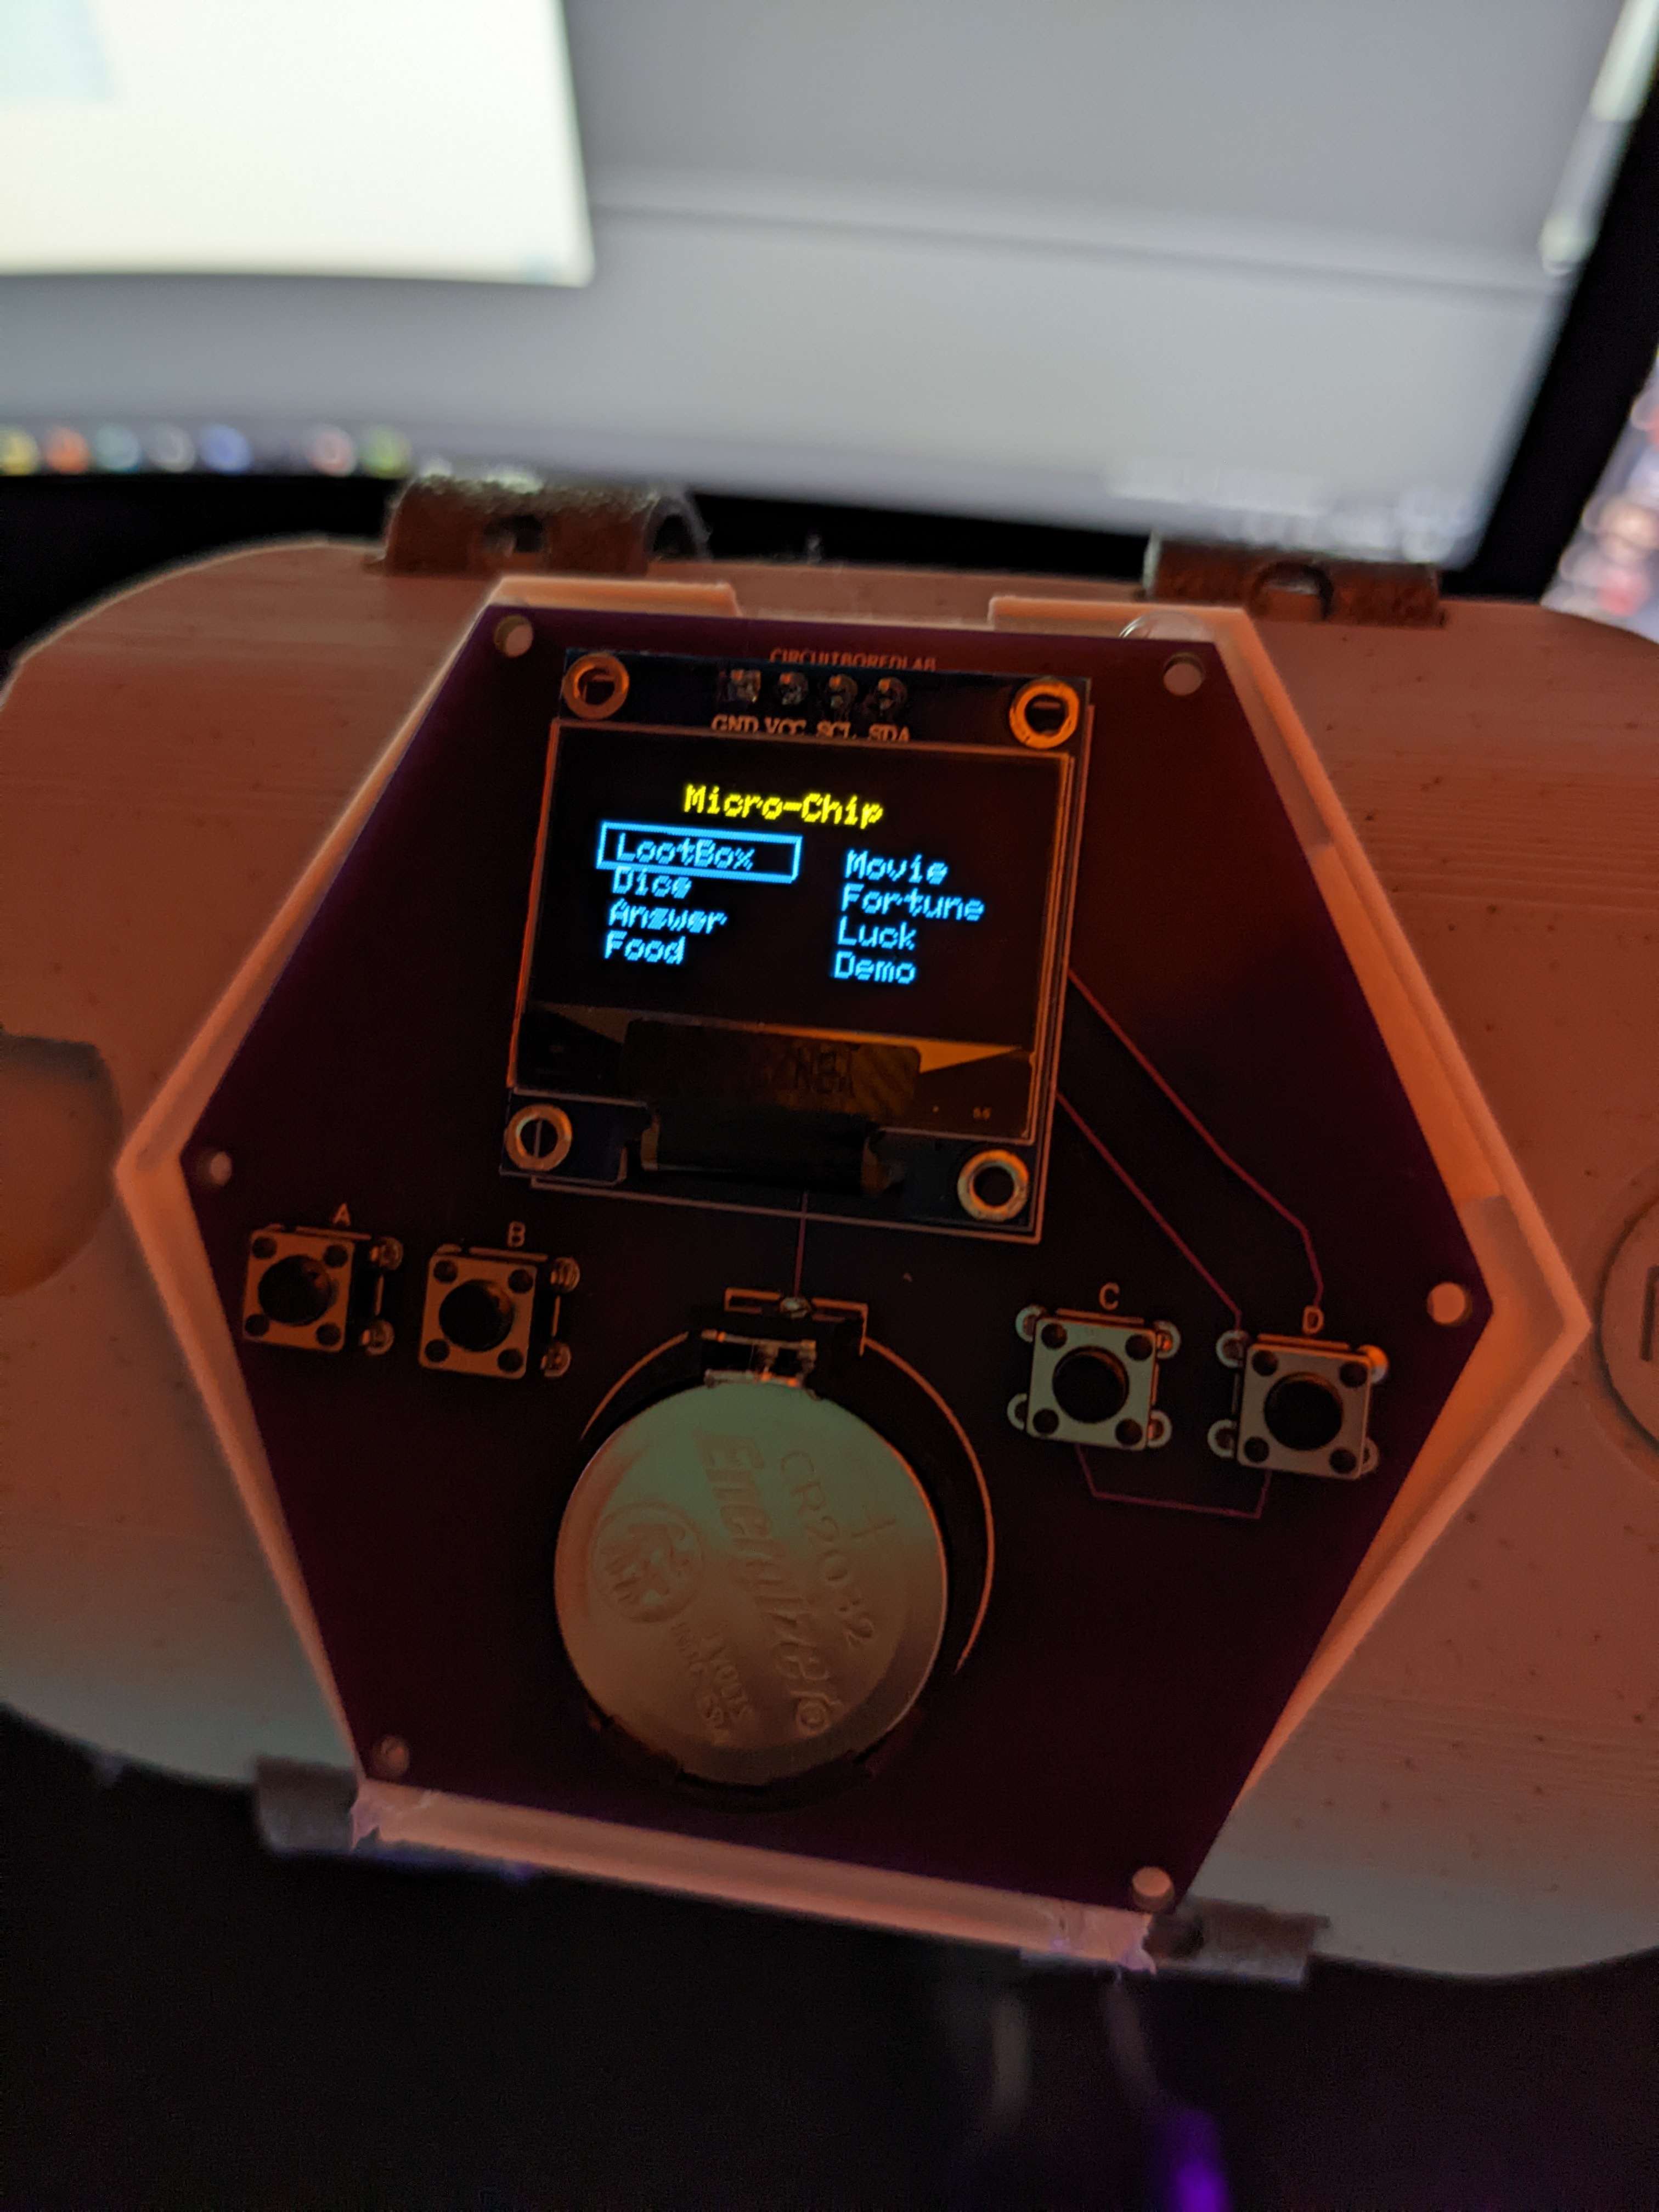 CIRCUITBOREDLAB
GND VCC SCL SDA
Micro-Chip
LootBox
Dice
Answer
Food
Movie
Fortune
Luck
Demo
A
B
C
D
CR2032
Energizer